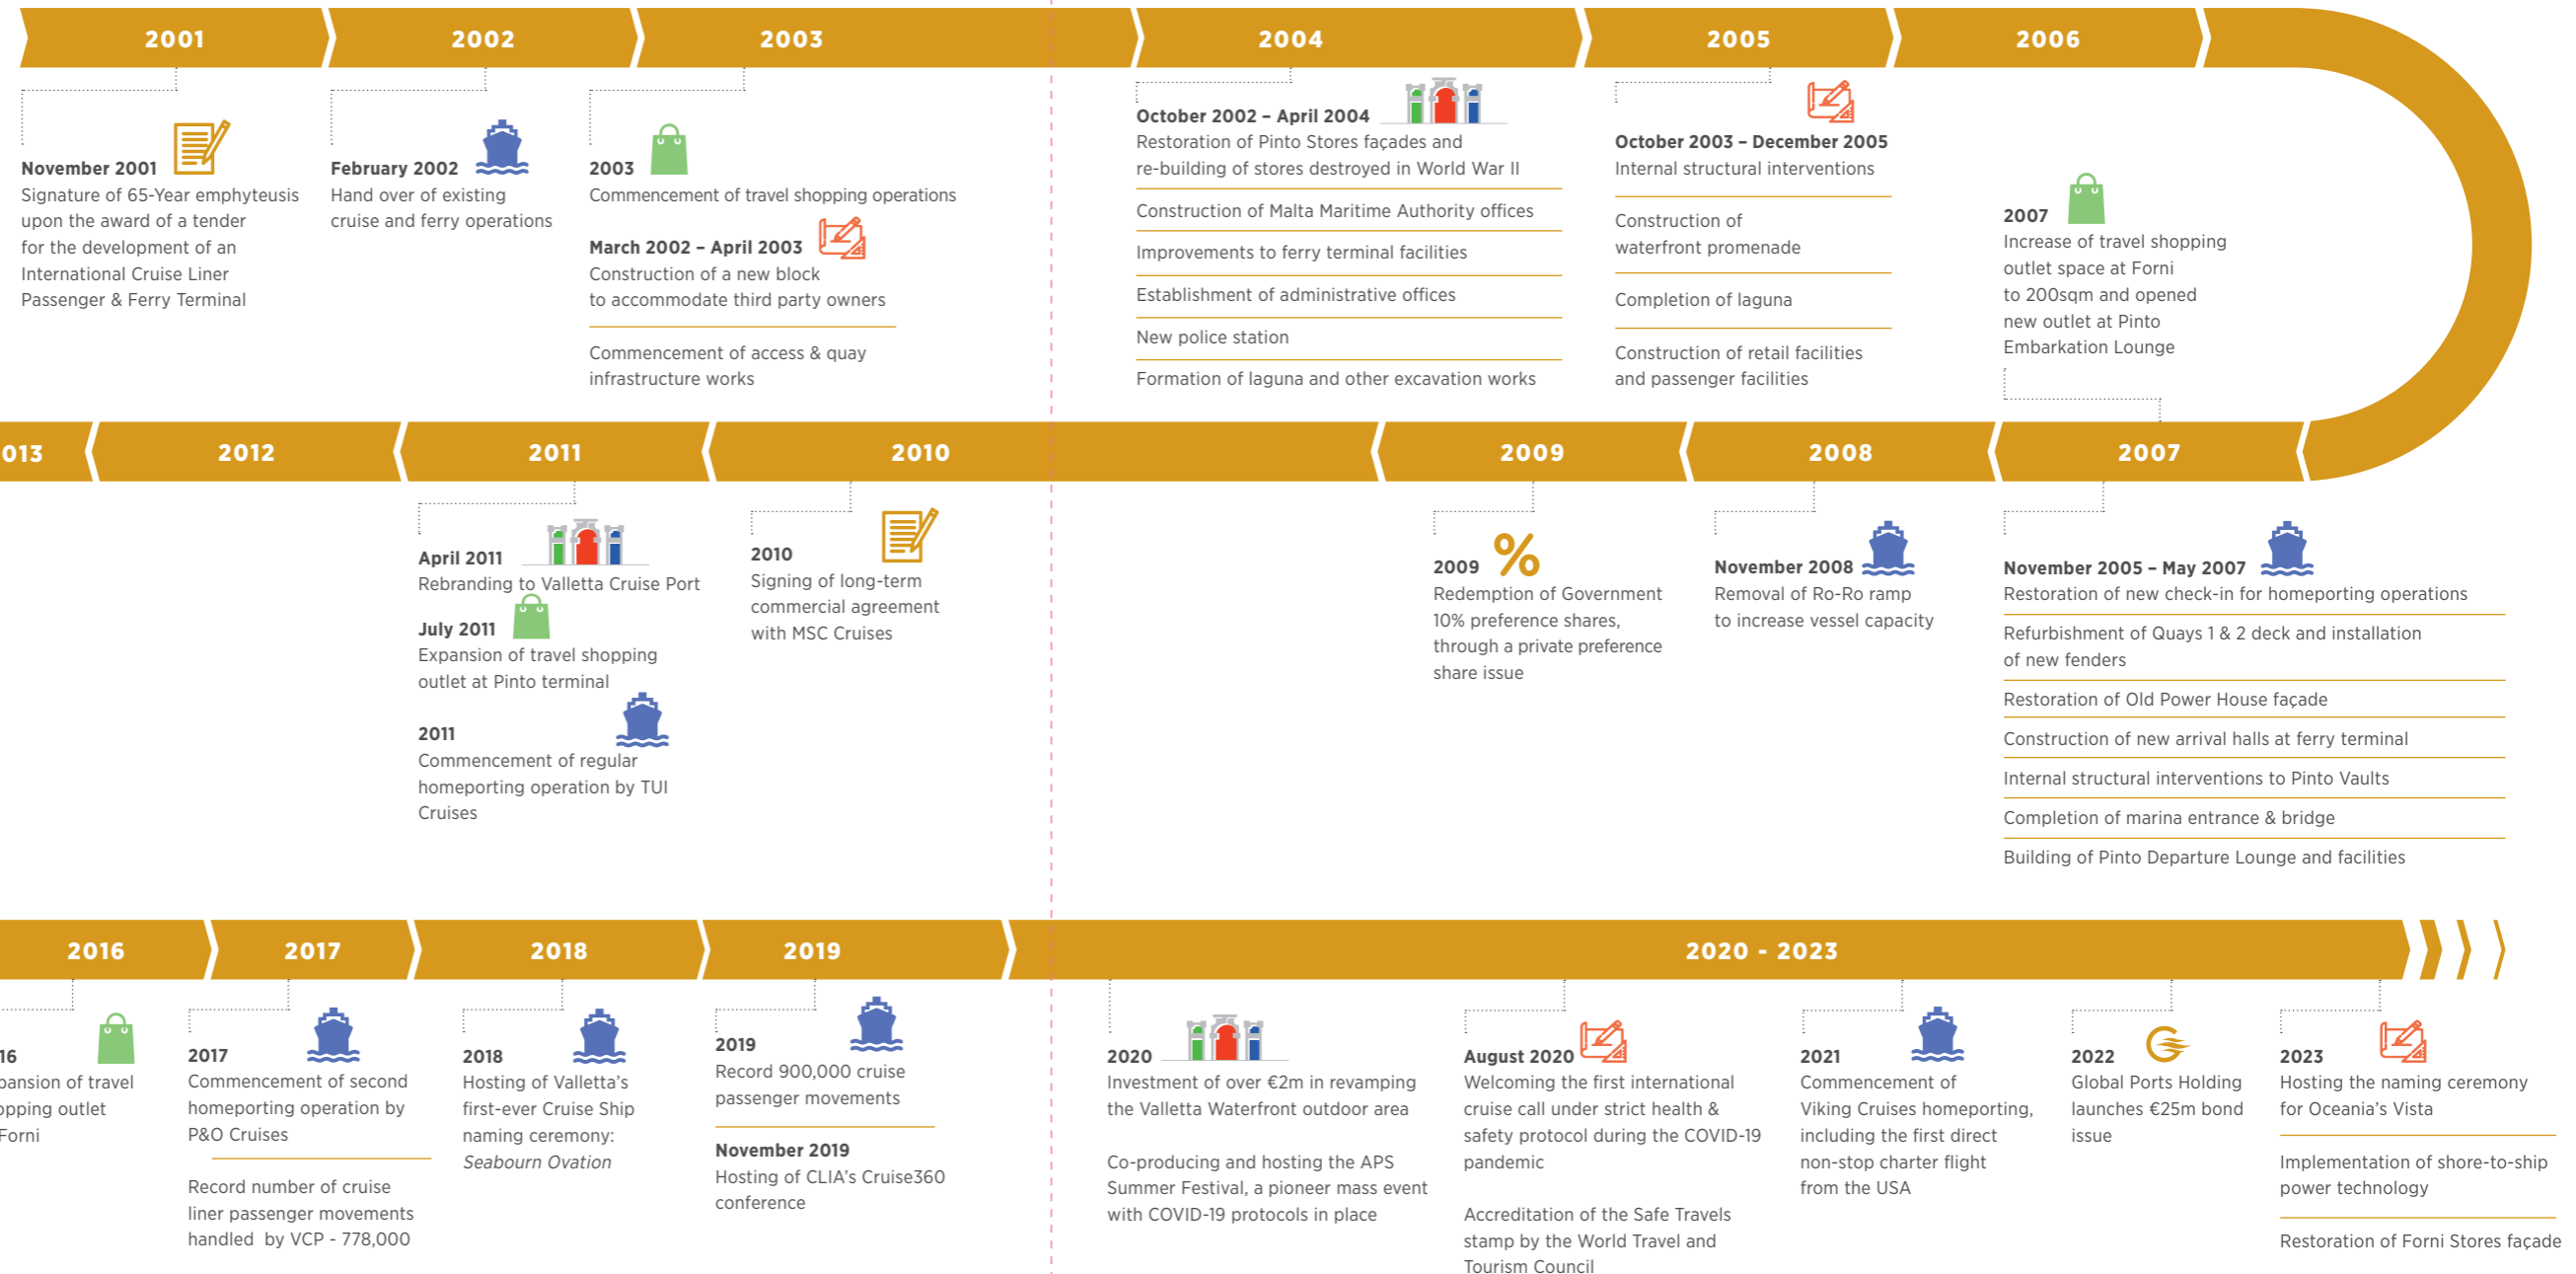 2001
2002
2003
2004
2005
2006
November 2001
Signature of 65-Year emphyteusis
upon the award of a tender
for the development of an
International Cruise Liner
Passenger & Ferry Terminal
February 2002
Hand over of existing
cruise and ferry operations
2003
Commencement of travel shopping operations
March 2002 – April 2003
Construction of a new block
to accommodate third party owners
Commencement of access & quay
infrastructure works
October 2002 – April 2004
Restoration of Pinto Stores façades and
re-building of stores destroyed in World War II
Construction of Malta Maritime Authority offices
Improvements to ferry terminal facilities
Establishment of administrative offices
New police station
Formation of laguna and other excavation works
October 2003 – December 2005
Internal structural interventions
Construction of
waterfront promenade
Completion of laguna
Construction of retail facilities
and passenger facilities
2007
Increase of travel shopping
outlet space at Forni
to 200sqm and opened
new outlet at Pinto
Embarkation Lounge
013
2012
2011
2010
2009
2008
2007
April 2011
Rebranding to Valletta Cruise Port
July 2011
Expansion of travel shopping
outlet at Pinto terminal
2011
Commencement of regular
homeporting operation by TUI
Cruises
2010
Signing of long-term
commercial agreement
with MSC Cruises
2009
%
Redemption of Government
10% preference shares,
through a private preference
share issue
November 2008
Removal of Ro-Ro ramp
to increase vessel capacity
November 2005 – May 2007
Restoration of new check-in for homeporting operations
Refurbishment of Quays 1 & 2 deck and installation
of new fenders
Restoration of Old Power House façade
Construction of new arrival halls at ferry terminal
Internal structural interventions to Pinto Vaults
Completion of marina entrance & bridge
Building of Pinto Departure Lounge and facilities
2016
2017
2018
2019
2020 - 2023
16
pansion of travel
opping outlet
Forni
2017
Commencement of second
homeporting operation by
P&O Cruises
Record number of cruise
liner passenger movements
handled by VCP - 778,000
2018
Hosting of Valletta's
first-ever Cruise Ship
naming ceremony:
Seabourn Ovation
2019
Record 900,000 cruise
passenger movements
November 2019
Hosting of CLIA's Cruise360
conference
2020
Investment of over €2m in revamping
the Valletta Waterfront outdoor area
Co-producing and hosting the APS
Summer Festival, a pioneer mass event
with COVID-19 protocols in place
August 2020
Welcoming the first international
cruise call under strict health &
safety protocol during the COVID-19
pandemic
Accreditation of the Safe Travels
stamp by the World Travel and
Tourism Council
2021
Commencement of
Viking Cruises homeporting,
including the first direct
non-stop charter flight
from the USA
2022
Global Ports Holding
launches €25m bond
issue
2023
Hosting the naming ceremony
for Oceania's Vista
Implementation of shore-to-ship
power technology
Restoration of Forni Stores façade